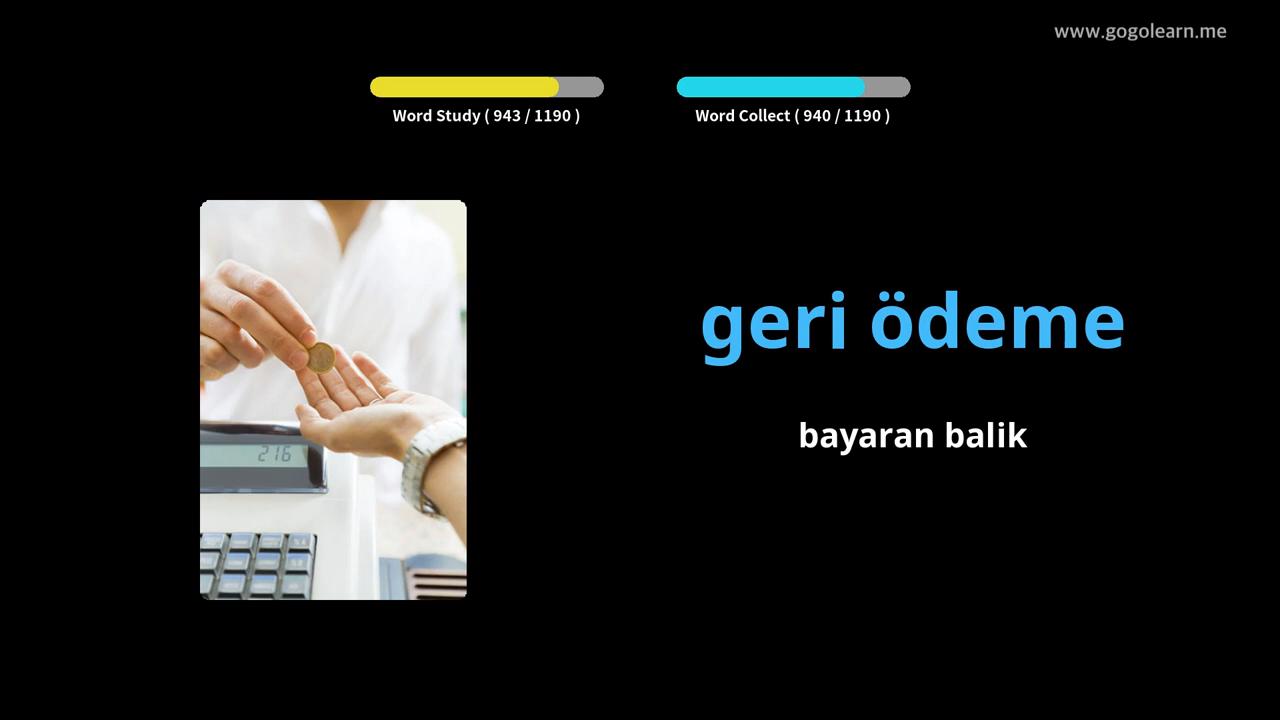 www.gogolearn.me
Word Study ( 943 / 1190 )
Word Collect ( 940 / 1190 )
geri ödeme
bayaran balik
216